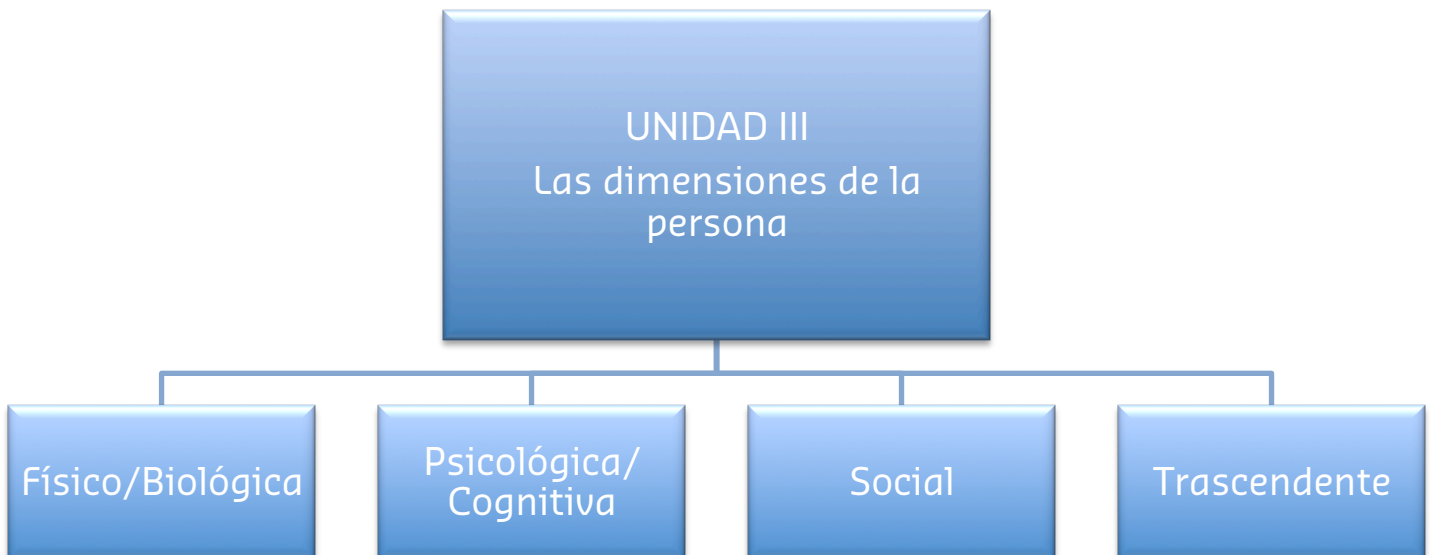 UNIDAD III
Las dimensiones de la
persona
Físico/Biológica
Psicológica/
Cognitiva
Social
Trascendente